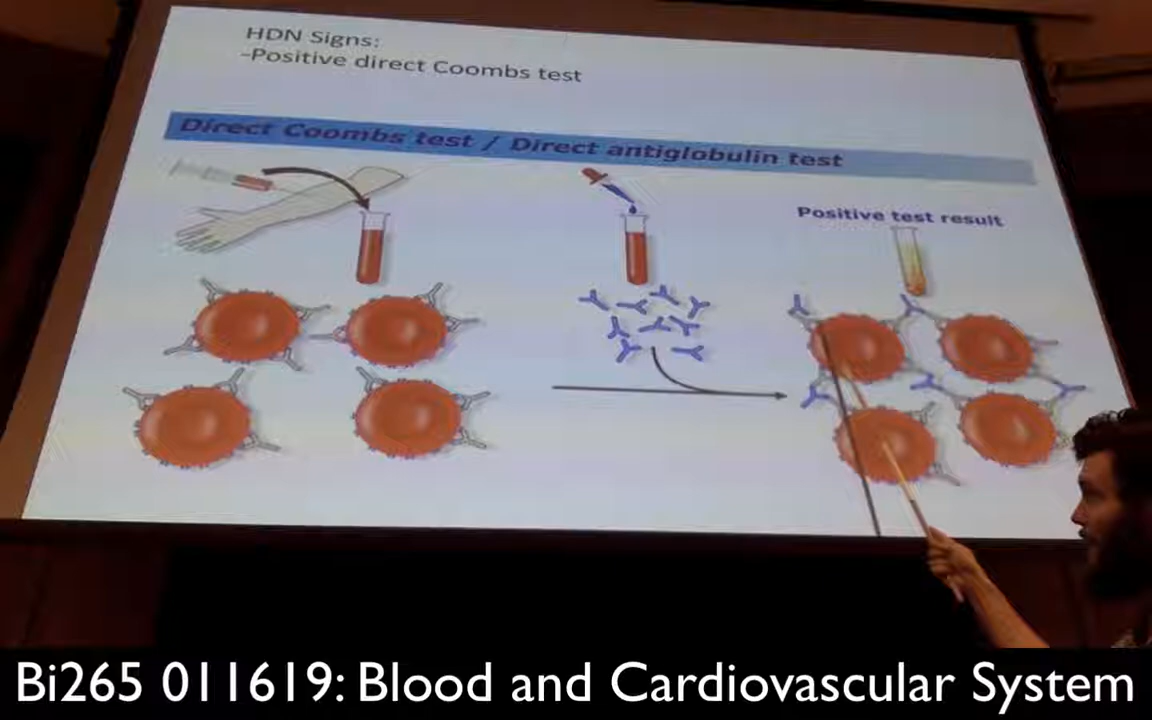 HDN Signs:
-Positive direct Coombs test
Direct Coombs test / Direct antiglobulin test
Positive test result
Bi265 011619: Blood and Cardiovascular System